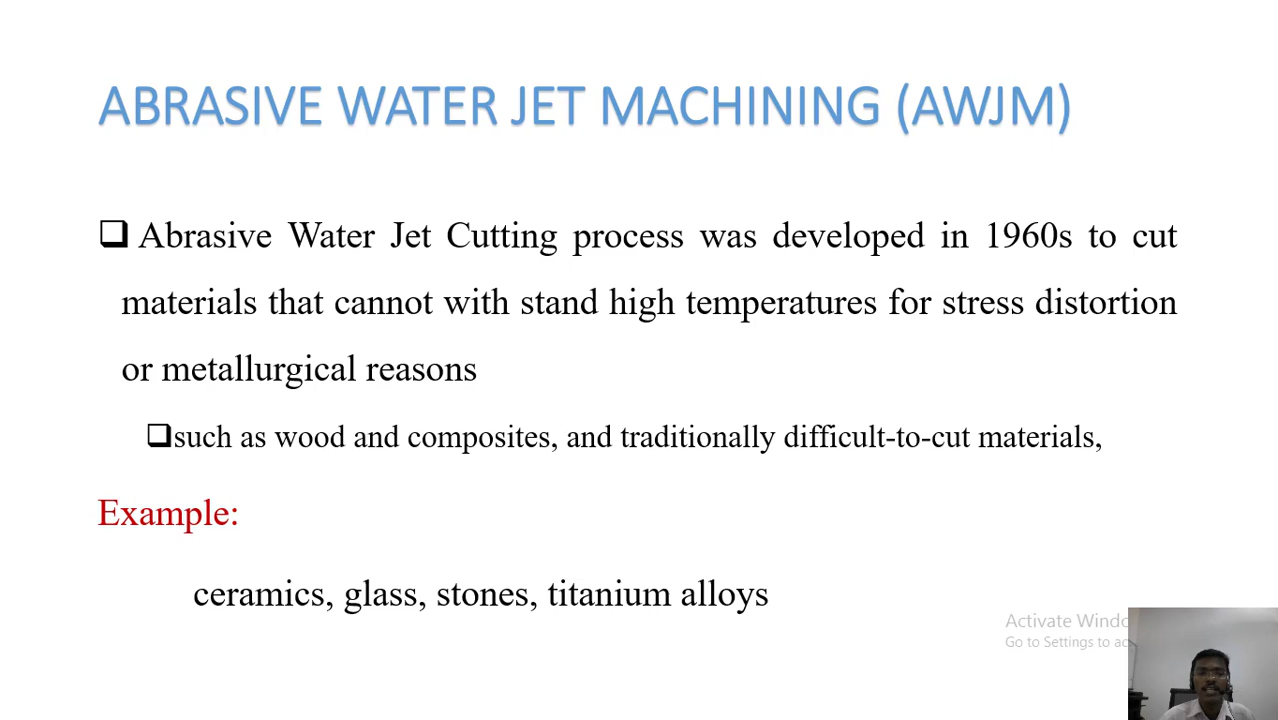 ABRASIVE WATER JET MACHINING (AWJM)
Abrasive Water Jet Cutting process was developed in 1960s to cut
materials that cannot with stand high temperatures for stress distortion
or metallurgical reasons
such as wood and composites, and traditionally difficult-to-cut materials,
Example:
ceramics, glass, stones, titanium alloys
Activate
Go to Settings to